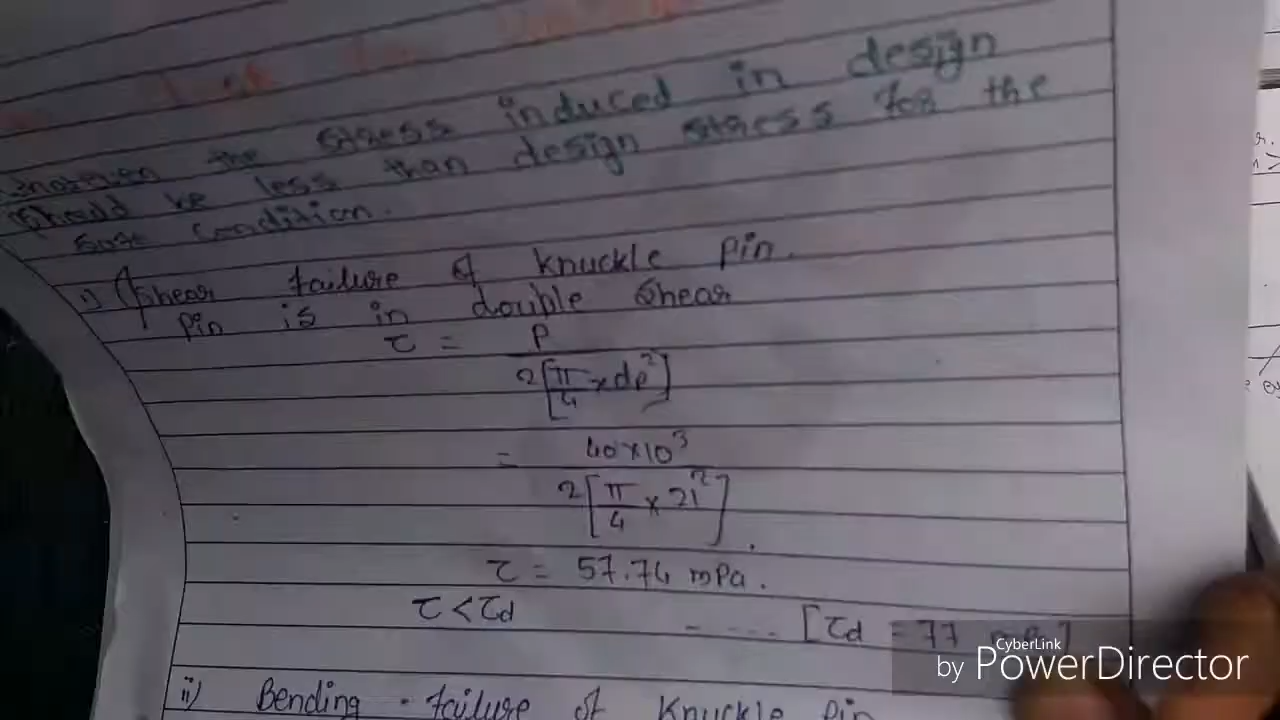 the stress induced in design
should be less than design stress for the
safe condition.
i) Shear failure of knuckle pin.
pin is in double shear
τ = P
2[π/4 × dp²]
= 40×10³
2[π/4 × 21²].
τ = 57.74 mPa.
τ < τd ---- [τd = 77 mPa]
ii) Bending failure of knuckle pin
CyberLink
by PowerDirector